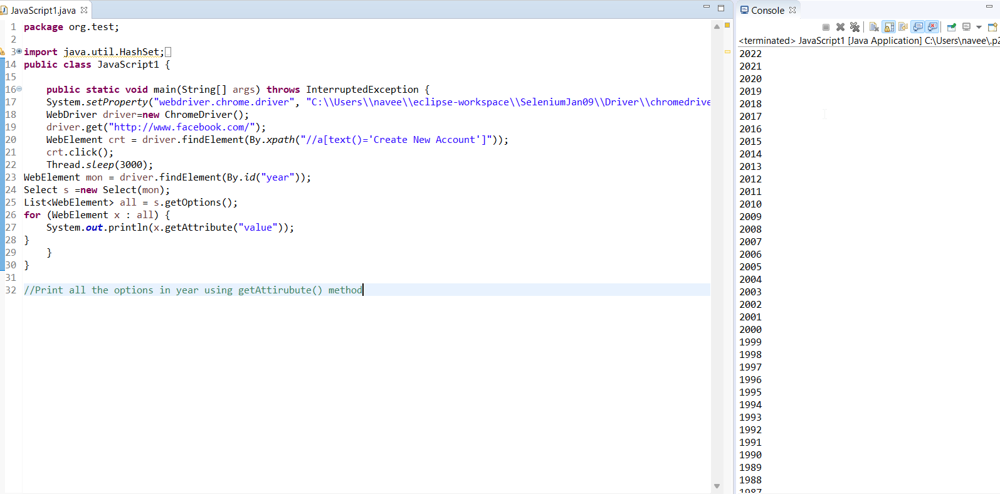 JavaScript1.java
1 package org.test;
2
3 import java.util.HashSet;
14 public class JavaScript1 {
15
16 public static void main(String[] args) throws InterruptedException {
17 System.setProperty("webdriver.chrome.driver", "C:\\Users\\navee\\eclipse-workspace\\SeleniumJan09\\Driver\\chromedrive
18 WebDriver driver=new ChromeDriver();
19 driver.get("http://www.facebook.com/");
20 WebElement crt = driver.findElement(By.xpath("//a[text()='Create New Account']"));
21 crt.click();
22 Thread.sleep(3000);
23 WebElement mon = driver.findElement(By.id("year"));
24 Select s =new Select(mon);
25 List<WebElement> all = s.getOptions();
26 for (WebElement x : all) {
27 System.out.println(x.getAttribute("value"));
28 }
29 }
30 }
31
32 //Print all the options in year using getAttirubute() method
Console
<terminated> JavaScript1 [Java Application] C:\Users\navee\.p2
2022
2021
2020
2019
2018
2017
2016
2015
2014
2013
2012
2011
2010
2009
2008
2007
2006
2005
2004
2003
2002
2001
2000
1999
1998
1997
1996
1995
1994
1993
1992
1991
1990
1989
1988
1987